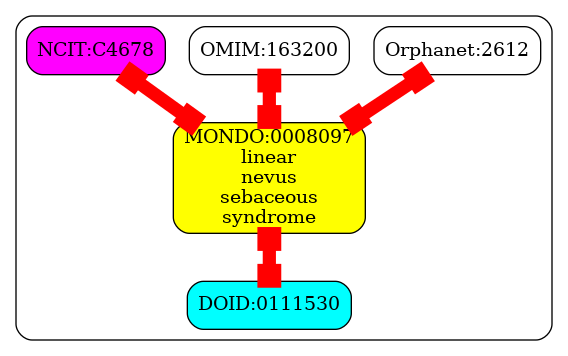 NCIT:C4678
OMIM:163200
Orphanet:2612
MONDO:0008097
linear
nevus
sebaceous
syndrome
DOID:0111530